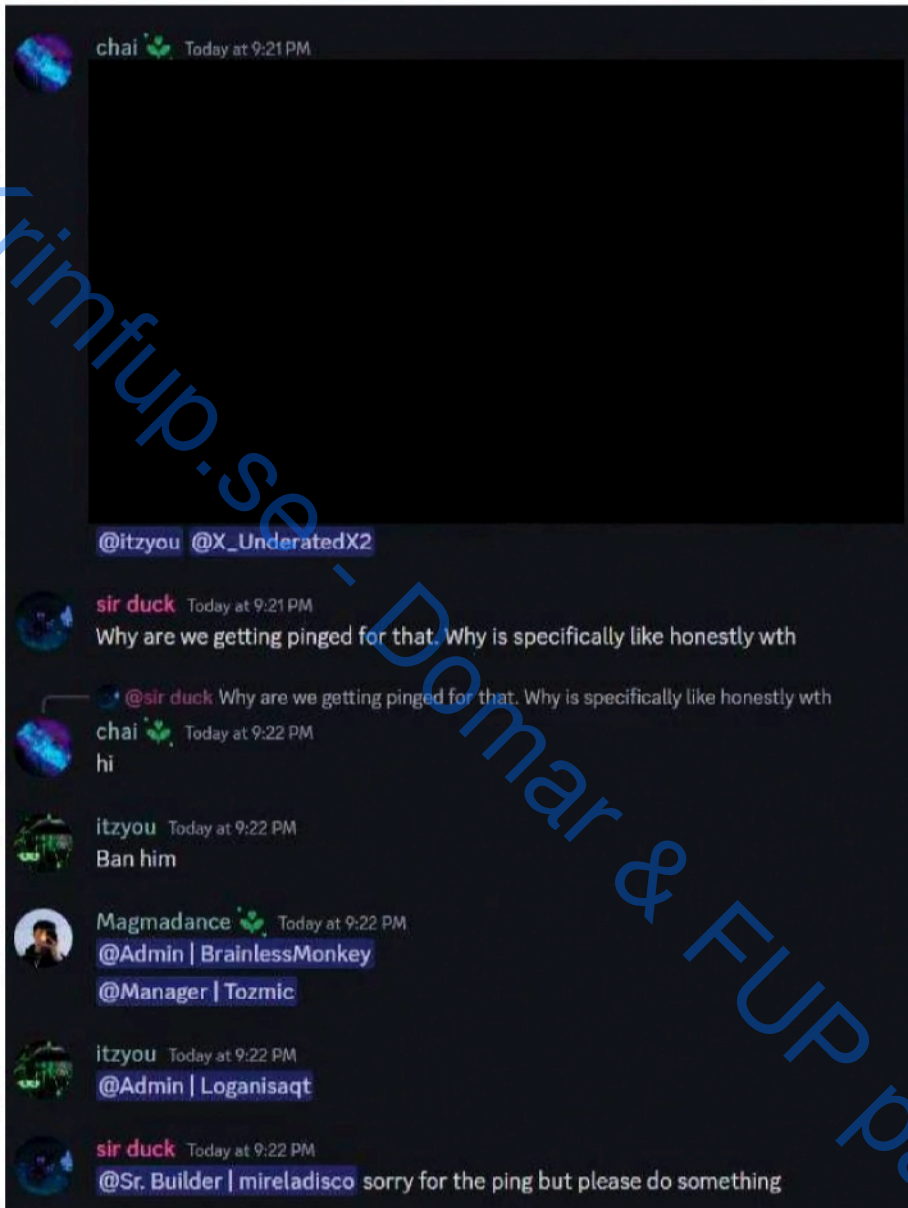 chai Today at 9:21 PM
@itzyou @X_UnderatedX2
sir duck Today at 9:21 PM
Why are we getting pinged for that. Why is specifically like honestly wth
@sir duck Why are we getting pinged for that. Why is specifically like honestly wth
chai Today at 9:22 PM
hi
itzyou Today at 9:22 PM
Ban him
Magmadance Today at 9:22 PM
@Admin | BrainlessMonkey
@Manager | Tozmic
itzyou Today at 9:22 PM
@Admin | Loganisaqt
sir duck Today at 9:22 PM
@Sr. Builder | mireladisco sorry for the ping but please do something
rimfup.se - Domar & FUP